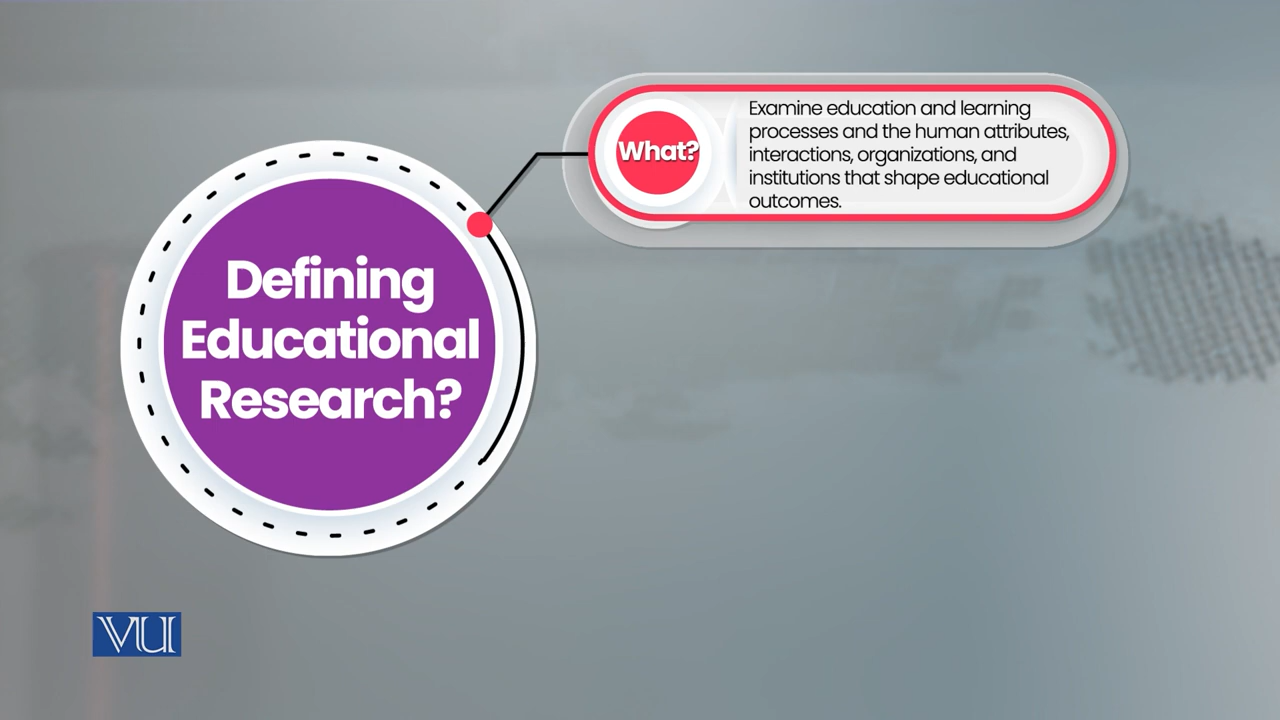 Defining
Educational
Research?
What?
Examine education and learning
processes and the human attributes,
interactions, organizations, and
institutions that shape educational
outcomes.
VU